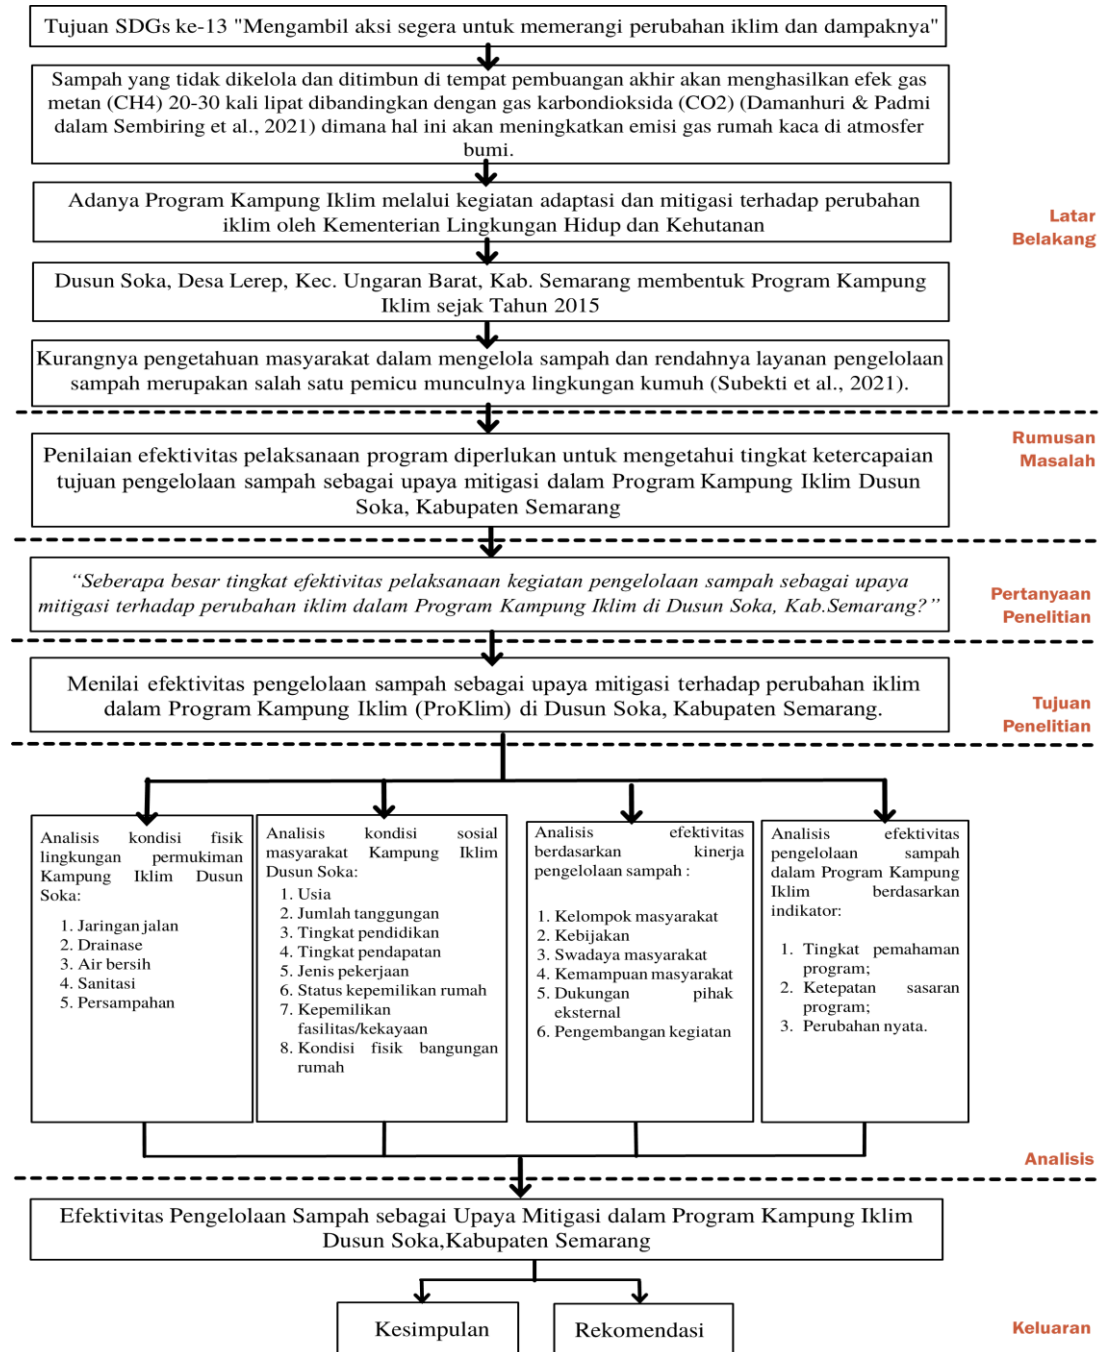 Tujuan SDGs ke-13 "Mengambil aksi segera untuk memerangi perubahan iklim dan dampaknya"
Sampah yang tidak dikelola dan ditimbun di tempat pembuangan akhir akan menghasilkan efek gas
metan (CH4) 20-30 kali lipat dibandingkan dengan gas karbondioksida (CO2) (Damanhuri & Padmi
dalam Sembiring et al., 2021) dimana hal ini akan meningkatkan emisi gas rumah kaca di atmosfer
bumi.
Adanya Program Kampung Iklim melalui kegiatan adaptasi dan mitigasi terhadap perubahan
iklim oleh Kementerian Lingkungan Hidup dan Kehutanan
Latar
Belakang
Dusun Soka, Desa Lerep, Kec. Ungaran Barat, Kab. Semarang membentuk Program Kampung
Iklim sejak Tahun 2015
Kurangnya pengetahuan masyarakat dalam mengelola sampah dan rendahnya layanan pengelolaan
sampah merupakan salah satu pemicu munculnya lingkungan kumuh (Subekti et al., 2021).
Rumusan
Masalah
Penilaian efektivitas pelaksanaan program diperlukan untuk mengetahui tingkat ketercapaian
tujuan pengelolaan sampah sebagai upaya mitigasi dalam Program Kampung Iklim Dusun
Soka, Kabupaten Semarang
"Seberapa besar tingkat efektivitas pelaksanaan kegiatan pengelolaan sampah sebagai upaya
mitigasi terhadap perubahan iklim dalam Program Kampung Iklim di Dusun Soka, Kab.Semarang?"
Pertanyaan
Penelitian
Menilai efektivitas pengelolaan sampah sebagai upaya mitigasi terhadap perubahan iklim
dalam Program Kampung Iklim (ProKlim) di Dusun Soka, Kabupaten Semarang.
Tujuan
Penelitian
Analisis kondisi fisik
lingkungan permukiman
Kampung Iklim Dusun
Soka:
1. Jaringan jalan
2. Drainase
3. Air bersih
4. Sanitasi
5. Persampahan
Analisis kondisi sosial
masyarakat Kampung Iklim
Dusun Soka:
1. Usia
2. Jumlah tanggungan
3. Tingkat pendidikan
4. Tingkat pendapatan
5. Jenis pekerjaan
6. Status kepemilikan rumah
7. Kepemilikan
fasilitas/kekayaan
8. Kondisi fisik bangungan
rumah
Analisis efektivitas
berdasarkan kinerja
pengelolaan sampah :
1. Kelompok masyarakat
2. Kebijakan
3. Swadaya masyarakat
4. Kemampuan masyarakat
5. Dukungan pihak
eksternal
6. Pengembangan kegiatan
Analisis efektivitas
pengelolaan sampah
dalam Program Kampung
Iklim berdasarkan
indikator:
1. Tingkat pemahaman
program;
2. Ketepatan sasaran
program;
3. Perubahan nyata.
Analisis
Efektivitas Pengelolaan Sampah sebagai Upaya Mitigasi dalam Program Kampung Iklim
Dusun Soka,Kabupaten Semarang
Kesimpulan
Rekomendasi
Keluaran